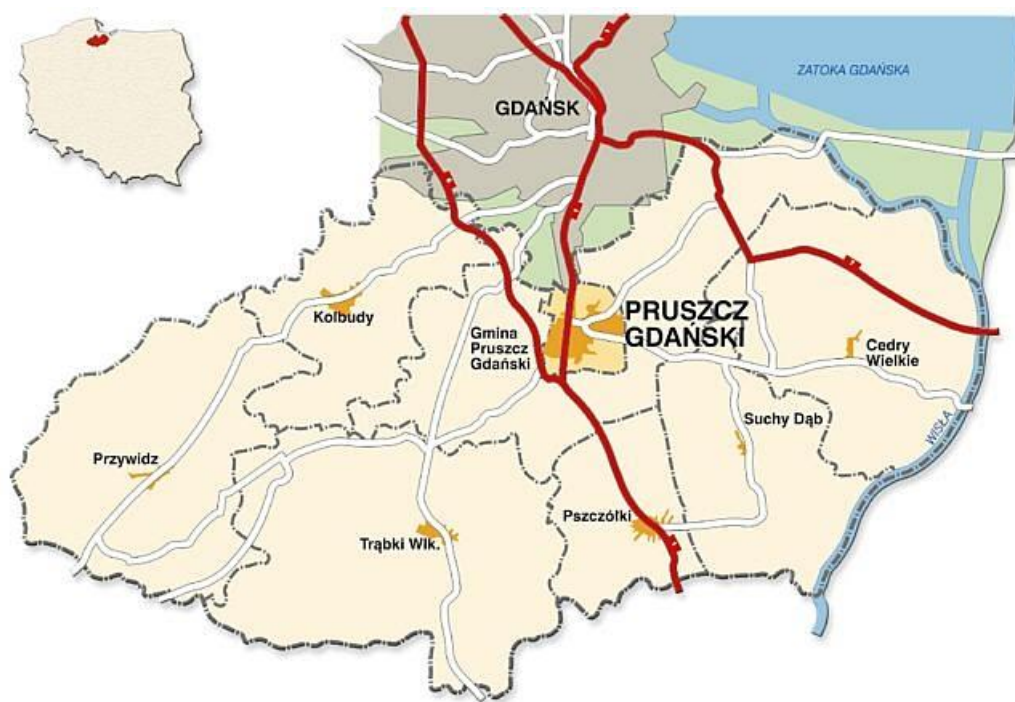 ZATOKA GDAŃSKA
GDAŃSK
Kolbudy
Gmina
Pruszcz
Gdański
PRUSZCZ
GDAŃSKI
Cedry
Wielkie
Suchy Dąb
WISŁA
Przywidz
Pszczółki
Trąbki Wlk.